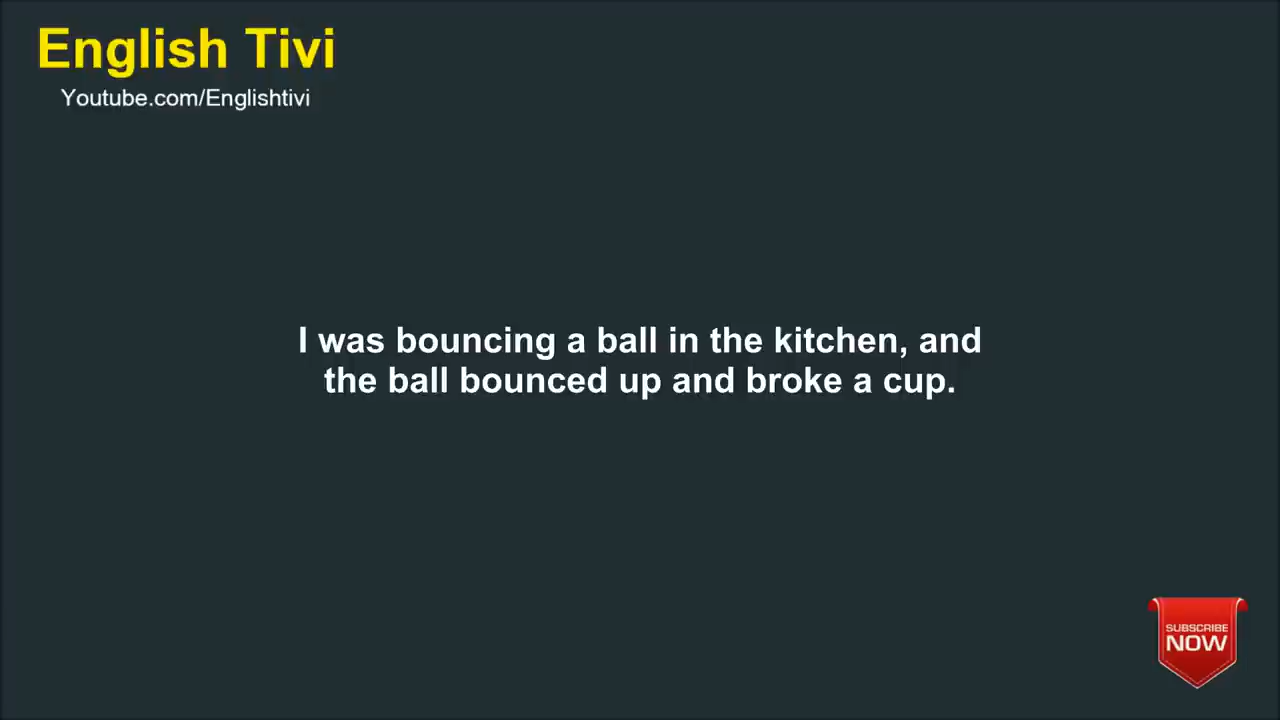 English Tivi
Youtube.com/Englishtivi
I was bouncing a ball in the kitchen, and
the ball bounced up and broke a cup.
SUBSCRIBE
NOW